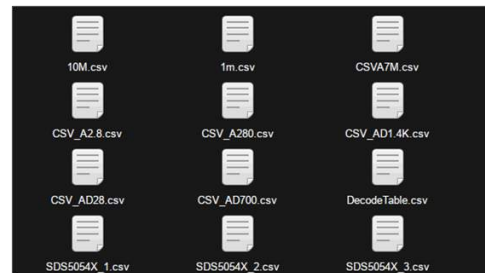 10M.csv
1m.csv
CSVA7M.csv
CSV_A2.8.csv
CSV_A280.csv
CSV_AD1.4K.csv
CSV_AD28.csv
CSV_AD700.csv
DecodeTable.csv
SDS5054X_1.csv
SDS5054X_2.csv
SDS5054X_3.csv